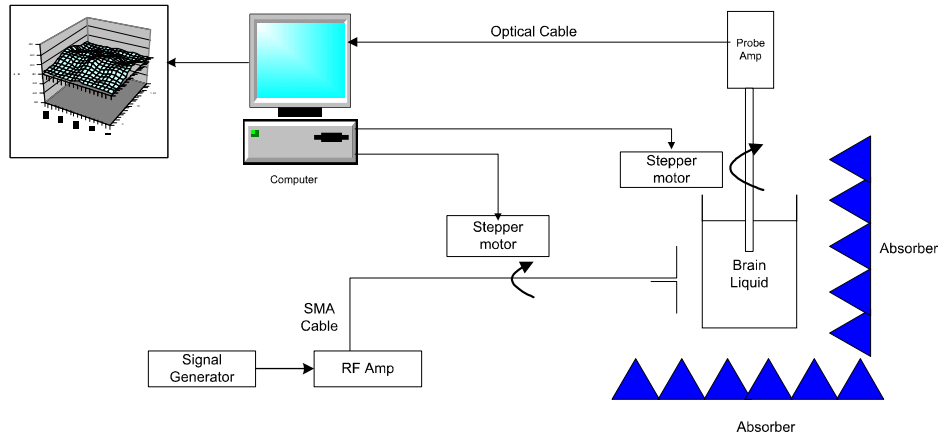 Optical Cable
Probe
Amp
Computer
Stepper
motor
Stepper
motor
Brain
Liquid
Absorber
SMA
Cable
Signal
Generator
RF Amp
Absorber